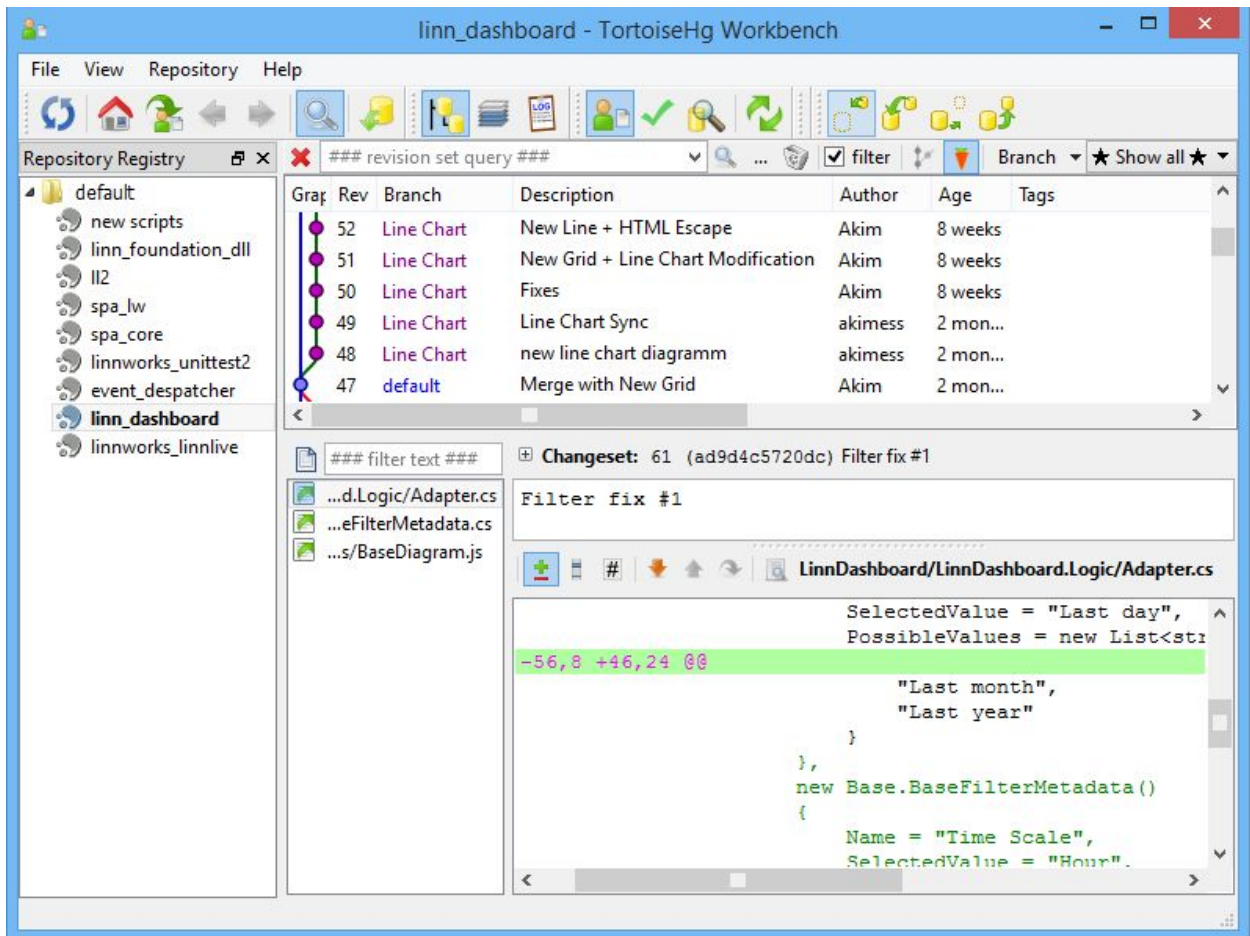 linn_dashboard - TortoiseHg Workbench
File View Repository Help
LOG
Repository Registry
### revision set query ###
...
filter
Branch
★ Show all ★
default
new scripts
linn_foundation_dll
ll2
spa_lw
spa_core
linnworks_unittest2
event_despatcher
linn_dashboard
linnworks_linnlive
Grap Rev Branch Description Author Age Tags
52 Line Chart New Line + HTML Escape Akim 8 weeks
51 Line Chart New Grid + Line Chart Modification Akim 8 weeks
50 Line Chart Fixes Akim 8 weeks
49 Line Chart Line Chart Sync akimess 2 mon...
48 Line Chart new line chart diagramm akimess 2 mon...
47 default Merge with New Grid Akim 2 mon...
### filter text ###
...d.Logic/Adapter.cs
...eFilterMetadata.cs
...s/BaseDiagram.js
Changeset: 61 (ad9d4c5720dc) Filter fix #1
Filter fix #1
#
LinnDashboard/LinnDashboard.Logic/Adapter.cs
SelectedValue = "Last day",
PossibleValues = new List<str
-56,8 +46,24 @@
"Last month",
"Last year"
}
},
new Base.BaseFilterMetadata()
{
Name = "Time Scale",
SelectedValue = "Hour",